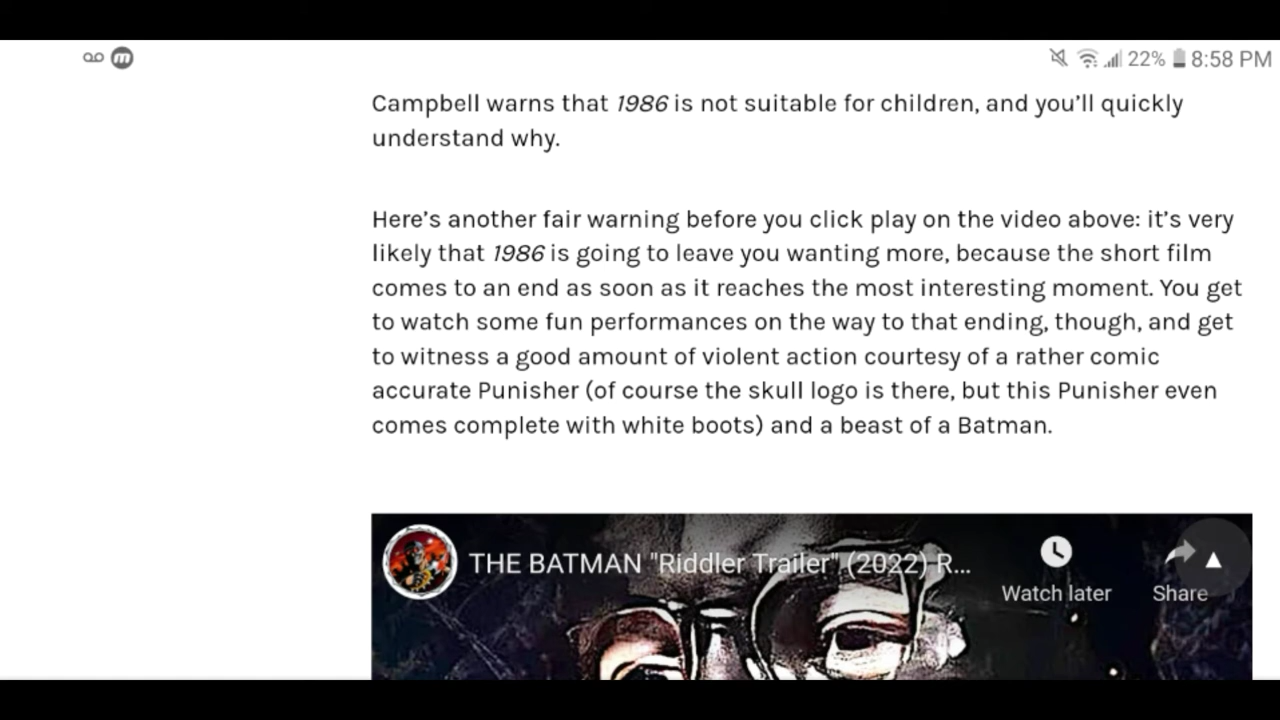 22% 8:58 PM
Campbell warns that 1986 is not suitable for children, and you’ll quickly
understand why.
Here’s another fair warning before you click play on the video above: it’s very
likely that 1986 is going to leave you wanting more, because the short film
comes to an end as soon as it reaches the most interesting moment. You get
to watch some fun performances on the way to that ending, though, and get
to witness a good amount of violent action courtesy of a rather comic
accurate Punisher (of course the skull logo is there, but this Punisher even
comes complete with white boots) and a beast of a Batman.
THE BATMAN "Riddler Trailer" (2022) R...
Watch later
Share